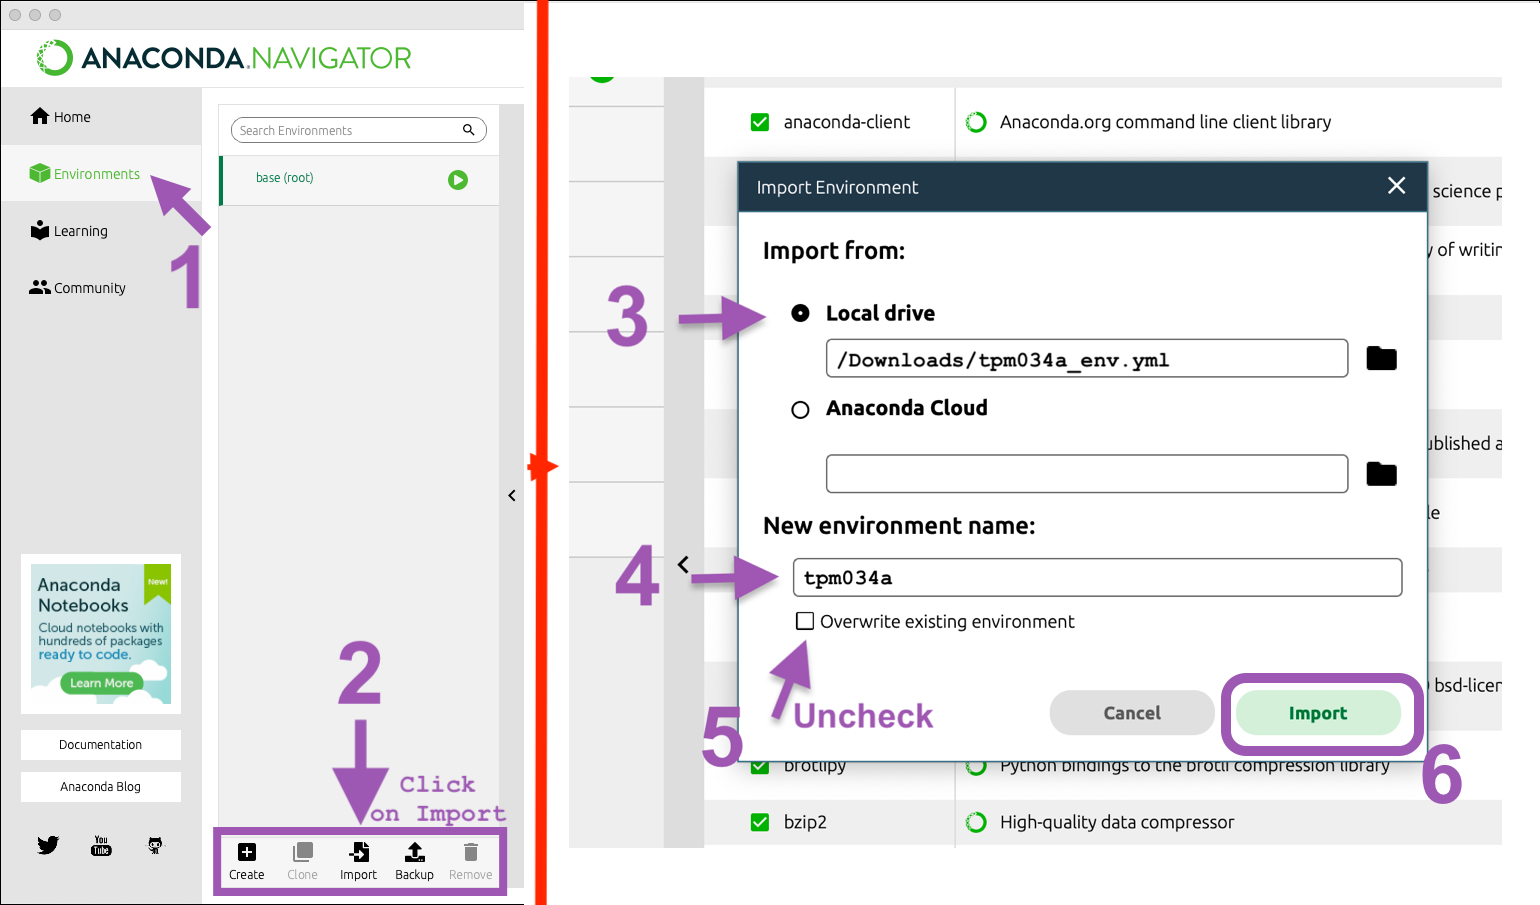 ANACONDA.NAVIGATOR
Home
Environments
Learning
Community
1
Search Environments
base (root)
Anaconda
Notebooks
New!
Cloud notebooks with
hundreds of packages
ready to code.
Learn More
Documentation
Anaconda Blog
You
Tube
2
Click
on Import
Create
Clone
Import
Backup
Remove
anaconda-client
Anaconda.org command line client library
science p
y of writin
ublished a
le
bsd-licen
Import Environment
Import from:
3
Local drive
/Downloads/tpm034a_env.yml
Anaconda Cloud
New environment name:
4
tpm034a
Overwrite existing environment
5
Uncheck
Cancel
Import
6
brotlipy
Python bindings to the brotli compression library
bzip2
High-quality data compressor